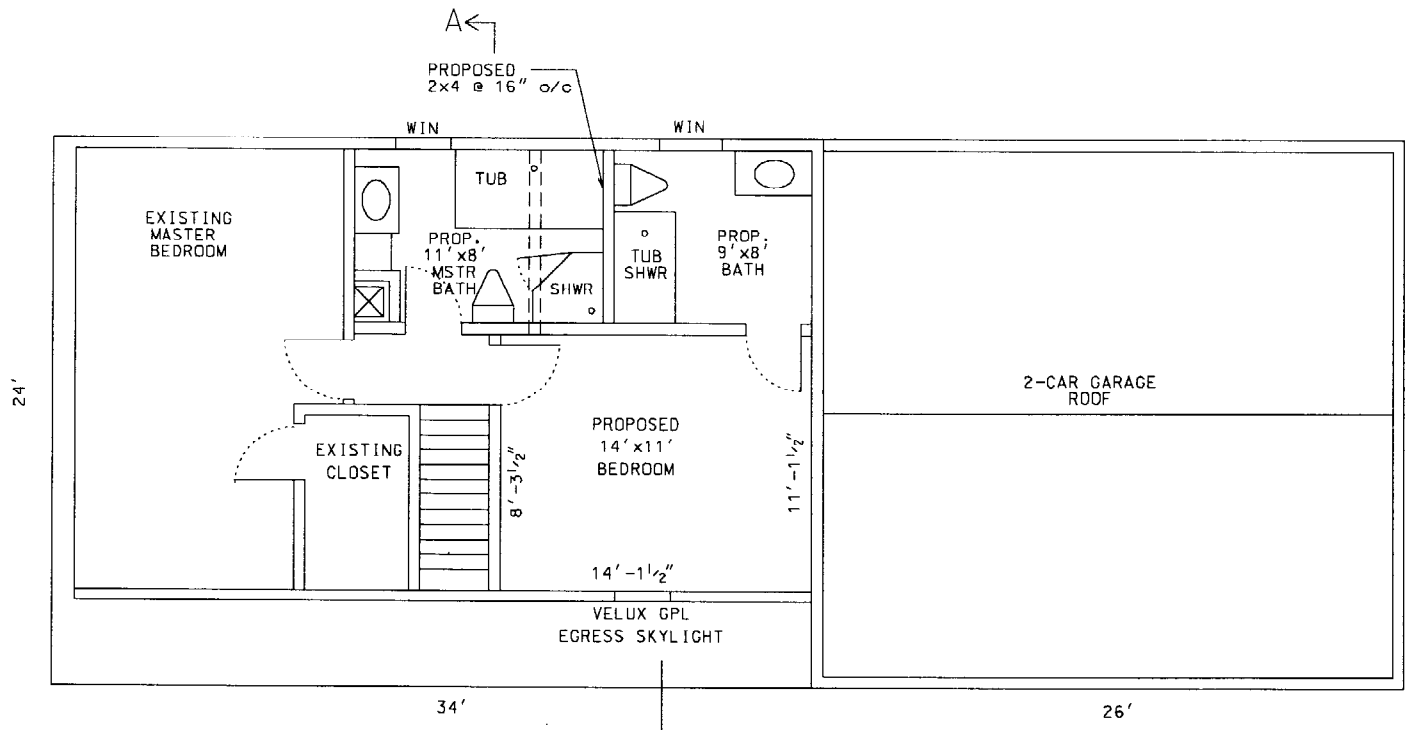 A
PROPOSED
2x4 @ 16" o/c
WIN
WIN
TUB
EXISTING
MASTER
BEDROOM
PROP.
11'x8'
MSTR
BATH
SHWR
TUB
SHWR
PROP.
9'x8'
BATH
24'
2-CAR GARAGE
ROOF
EXISTING
CLOSET
8'-3 1/2"
PROPOSED
14'x11'
BEDROOM
11'-1 1/2"
14'-1 1/2"
VELUX GPL
EGRESS SKYLIGHT
34'
26'